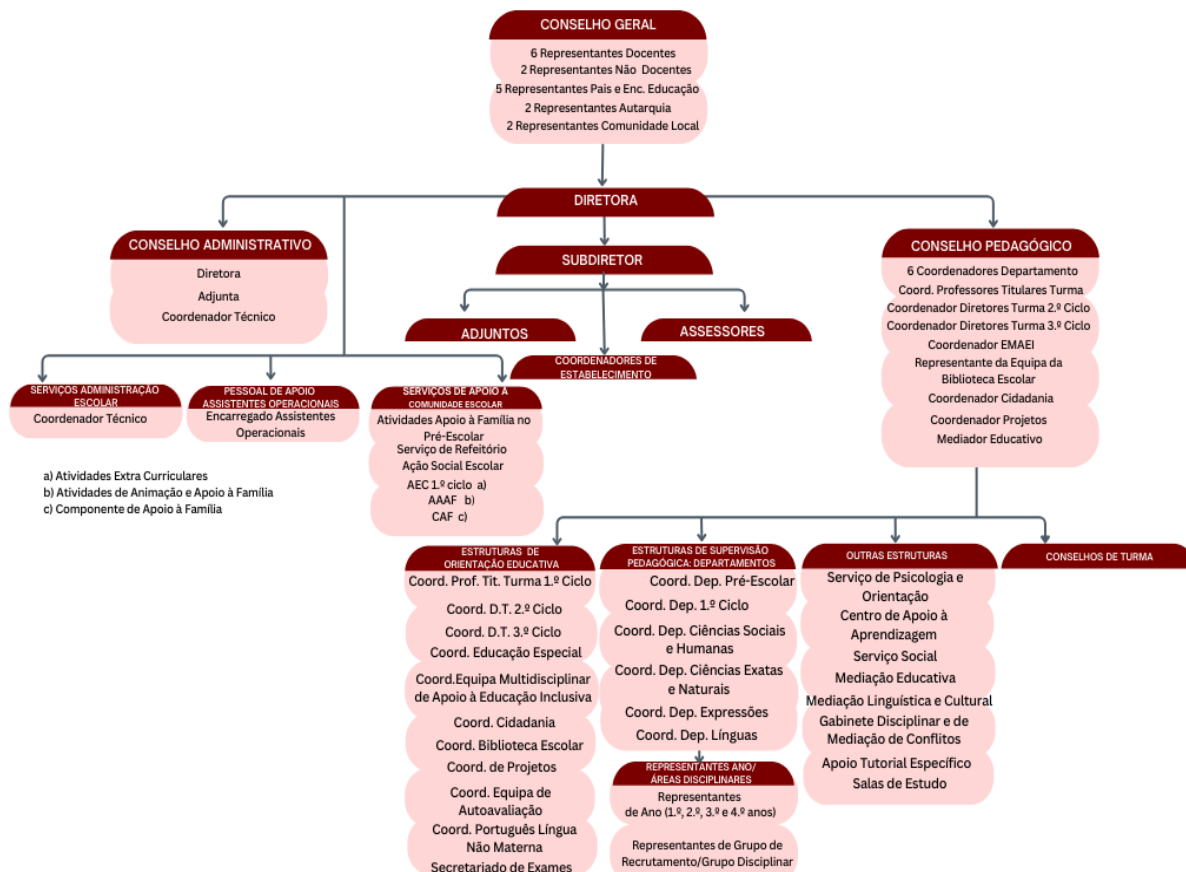 CONSELHO GERAL
6 Representantes Docentes
2 Representantes Não Docentes
5 Representantes Pais e Enc. Educação
2 Representantes Autarquia
2 Representantes Comunidade Local
DIRETORA
CONSELHO ADMINISTRATIVO
Diretora
Adjunta
Coordenador Técnico
SUBDIRETOR
ADJUNTOS
ASSESSORES
COORDENADORES DE
ESTABELECIMENTO
CONSELHO PEDAGÓGICO
6 Coordenadores Departamento
Coord. Professores Titulares Turma
Coordenador Diretores Turma 2.º Ciclo
Coordenador Diretores Turma 3.º Ciclo
Coordenador EMAEI
Representante da Equipa da
Biblioteca Escolar
Coordenador Cidadania
Coordenador Projetos
Mediador Educativo
SERVIÇOS ADMINISTRAÇÃO
ESCOLAR
Coordenador Técnico
PESSOAL DE APOIO
ASSISTENTES OPERACIONAIS
Encarregado Assistentes
Operacionais
SERVIÇOS DE APOIO À
COMUNIDADE ESCOLAR
Atividades Apoio à Família no
Pré-Escolar
Serviço de Refeitório
Ação Social Escolar
AEC 1.º ciclo a)
AAAF b)
CAF c)
a) Atividades Extra Curriculares
b) Atividades de Animação e Apoio à Família
c) Componente de Apoio à Família
ESTRUTURAS DE
ORIENTAÇÃO EDUCATIVA
Coord. Prof. Tit. Turma 1.º Ciclo
Coord. D.T. 2.º Ciclo
Coord. D.T. 3.º Ciclo
Coord. Educação Especial
Coord.Equipa Multidisciplinar
de Apoio à Educação Inclusiva
Coord. Cidadania
Coord. Biblioteca Escolar
Coord. de Projetos
Coord. Equipa de
Autoavaliação
Coord. Português Língua
Não Materna
Secretariado de Exames
ESTRUTURAS DE SUPERVISÃO
PEDAGÓGICA: DEPARTAMENTOS
Coord. Dep. Pré-Escolar
Coord. Dep. 1.º Ciclo
Coord. Dep. Ciências Sociais
e Humanas
Coord. Dep. Ciências Exatas
e Naturais
Coord. Dep. Expressões
Coord. Dep. Línguas
REPRESENTANTES ANO/
ÁREAS DISCIPLINARES
Representantes
de Ano (1.º, 2.º, 3.º e 4.º anos)
Representantes de Grupo de
Recrutamento/Grupo Disciplinar
OUTRAS ESTRUTURAS
Serviço de Psicologia e
Orientação
Centro de Apoio à
Aprendizagem
Serviço Social
Mediação Educativa
Mediação Linguística e Cultural
Gabinete Disciplinar e de
Mediação de Conflitos
Apoio Tutorial Específico
Salas de Estudo
CONSELHOS DE TURMA